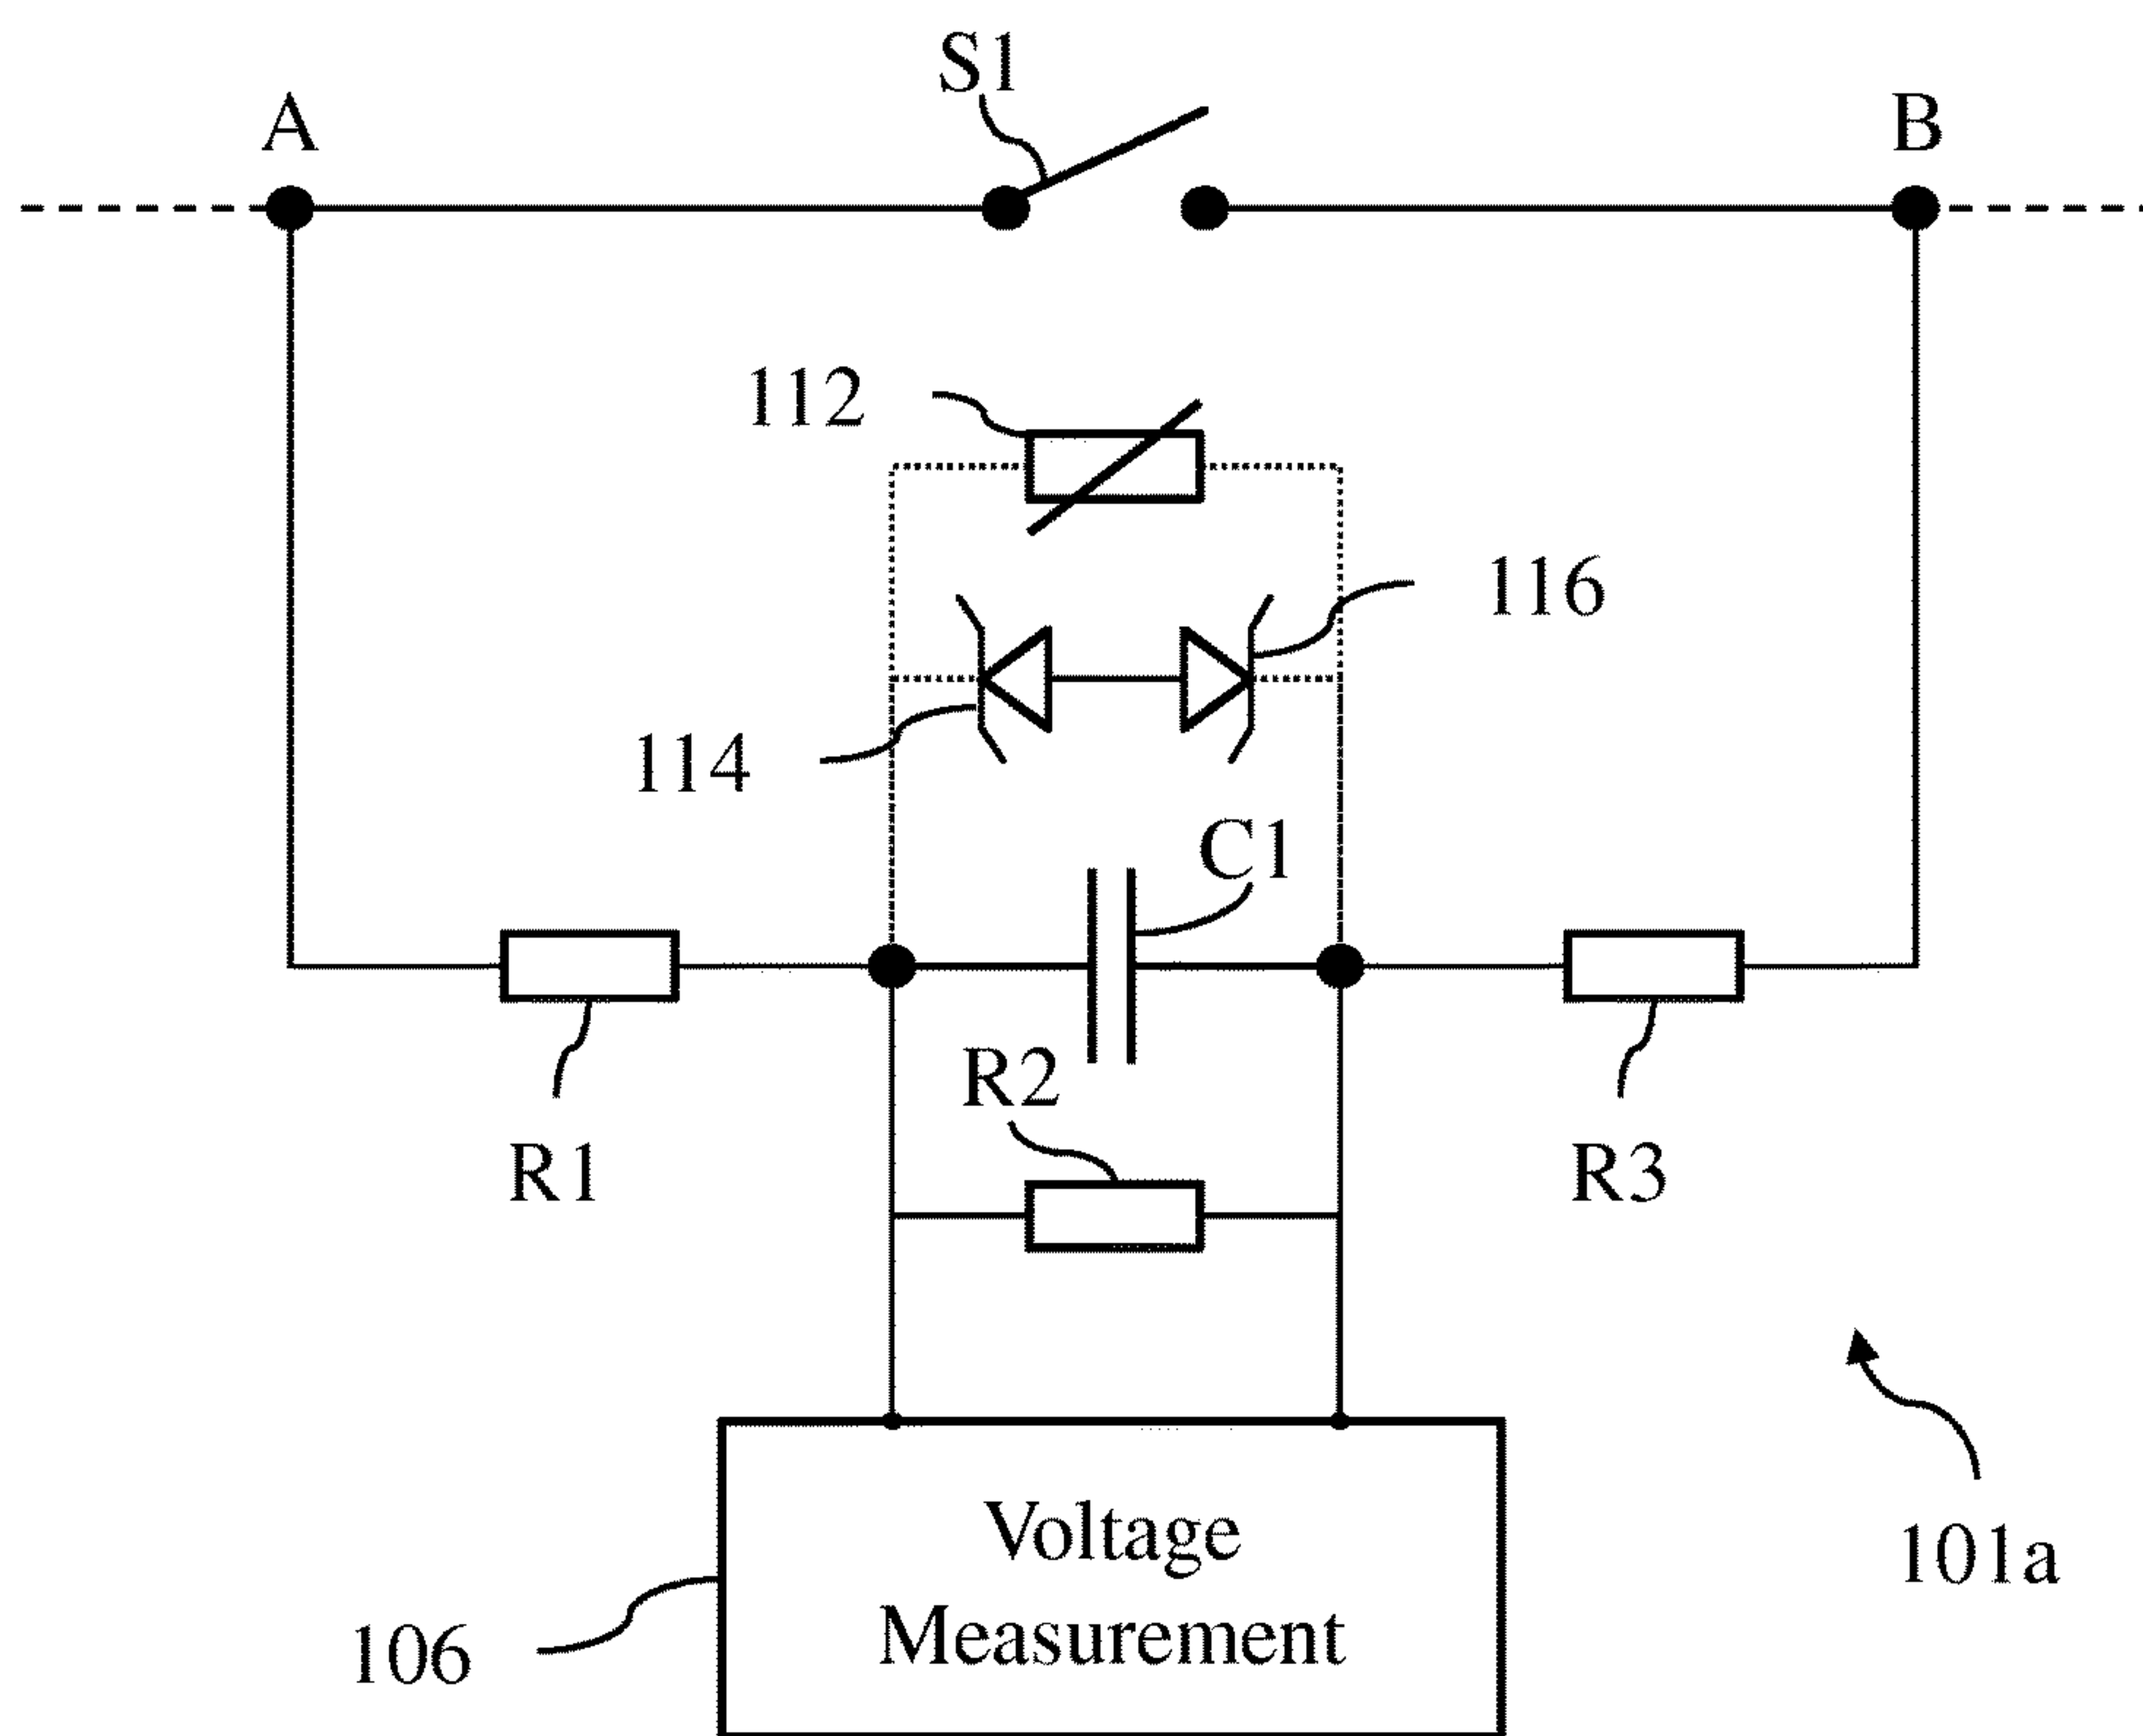 S1
A
B
112
116
114
C1
R2
R1
R3
Voltage
Measurement
101a
106